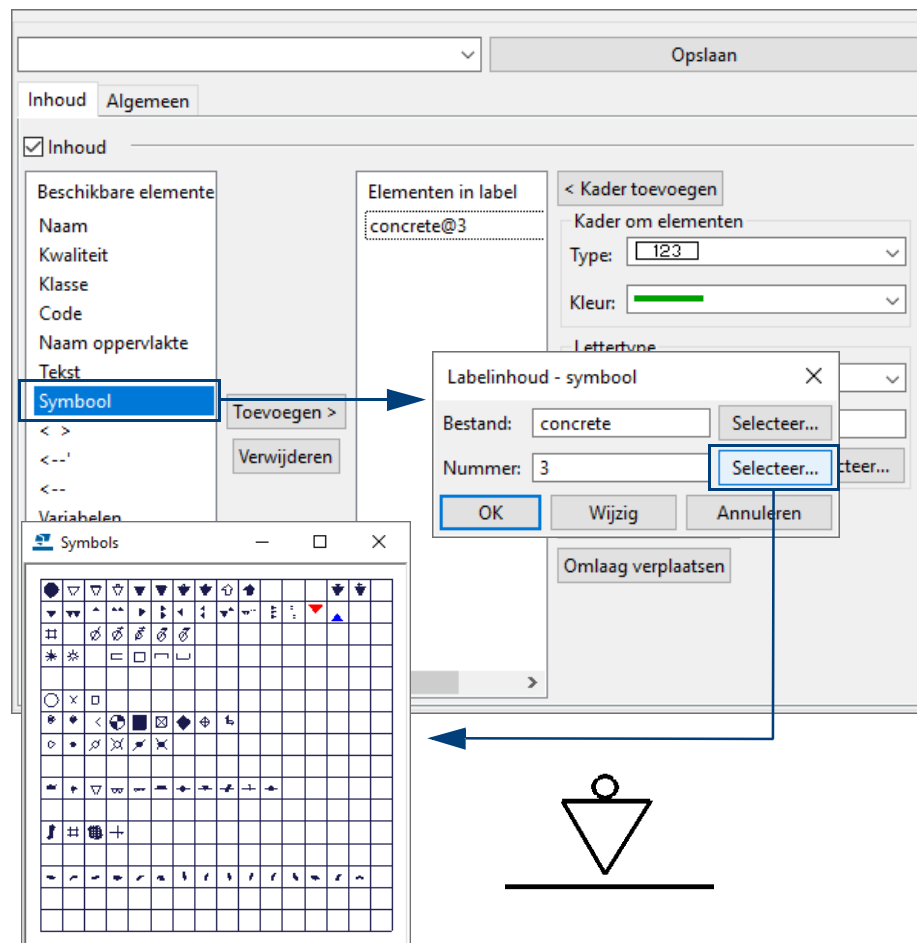 Opslaan
Inhoud Algemeen
Inhoud
Beschikbare elemente
Naam
Kwaliteit
Klasse
Code
Naam oppervlakte
Tekst
Symbool
< >
<--'
<--
Variabelen
Toevoegen >
Verwijderen
Elementen in label
concrete@3
< Kader toevoegen
Kader om elementen
Type: 123
Kleur:
Lettertype
Labelinhoud - symbool
Bestand: concrete Selecteer...
Nummer: 3 Selecteer...
cteer...
OK Wijzig Annuleren
Omlaag verplaatsen
Symbols